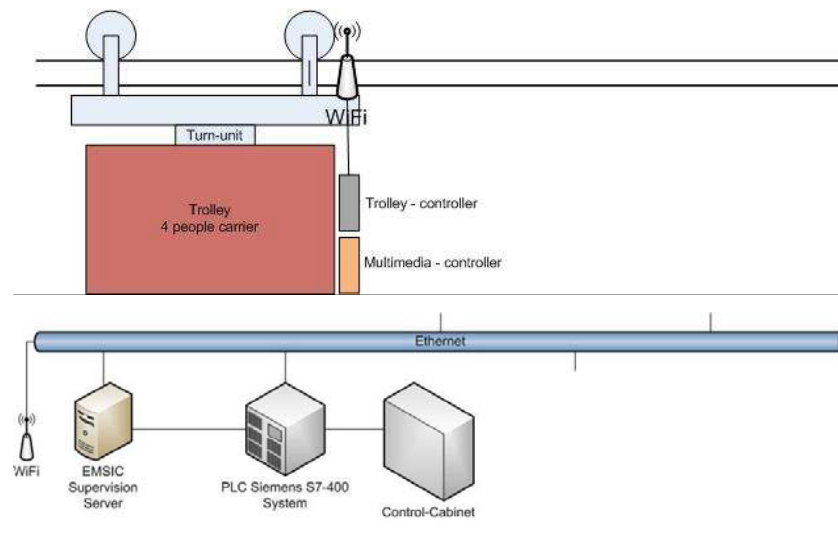 WiFi
Turn-unit
Trolley
4 people carrier
Trolley - controller
Multimedia - controller
Ethernet
WiFi
EMSIC
Supervision
Server
PLC Siemens S7-400
System
Control-Cabinet